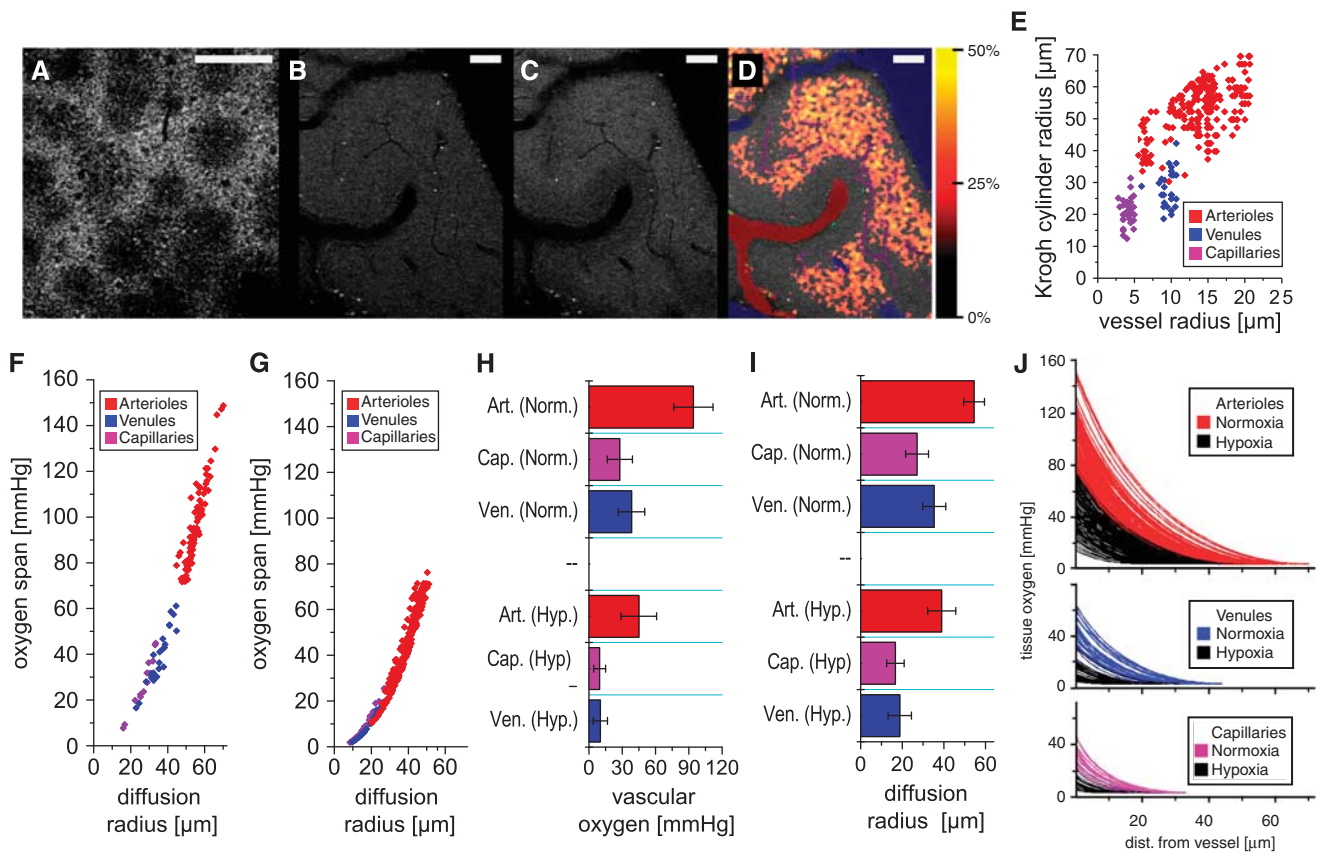 A
B
C
D
50%
25%
0%
E
Krogh cylinder radius [µm]
70
60
50
40
30
20
10
0
Arterioles
Venules
Capillaries
0 5 10 15 20 25
vessel radius [µm]
F
oxygen span [mmHg]
160
140
120
100
80
60
40
20
0
Arterioles
Venules
Capillaries
0 20 40 60
diffusion
radius [µm]
G
oxygen span [mmHg]
160
140
120
100
80
60
40
20
0
Arterioles
Venules
Capillaries
0 20 40 60
diffusion
radius [µm]
H
Art. (Norm.)
Cap. (Norm.)
Ven. (Norm.)
--
Art. (Hyp.)
Cap. (Hyp)
–
Ven. (Hyp.)
0 30 60 90 120
vascular
oxygen [mmHg]
I
Art. (Norm.)
Cap. (Norm.)
Ven. (Norm.)
--
Art. (Hyp.)
Cap. (Hyp)
Ven. (Hyp.)
0 20 40 60
diffusion
radius [µm]
J
tissue oxygen [mmHg]
160
120
80
40
0
Arterioles
Normoxia
Hypoxia
40
0
Venules
Normoxia
Hypoxia
40
0
Capillaries
Normoxia
Hypoxia
20 40 60
dist. from vessel [µm]